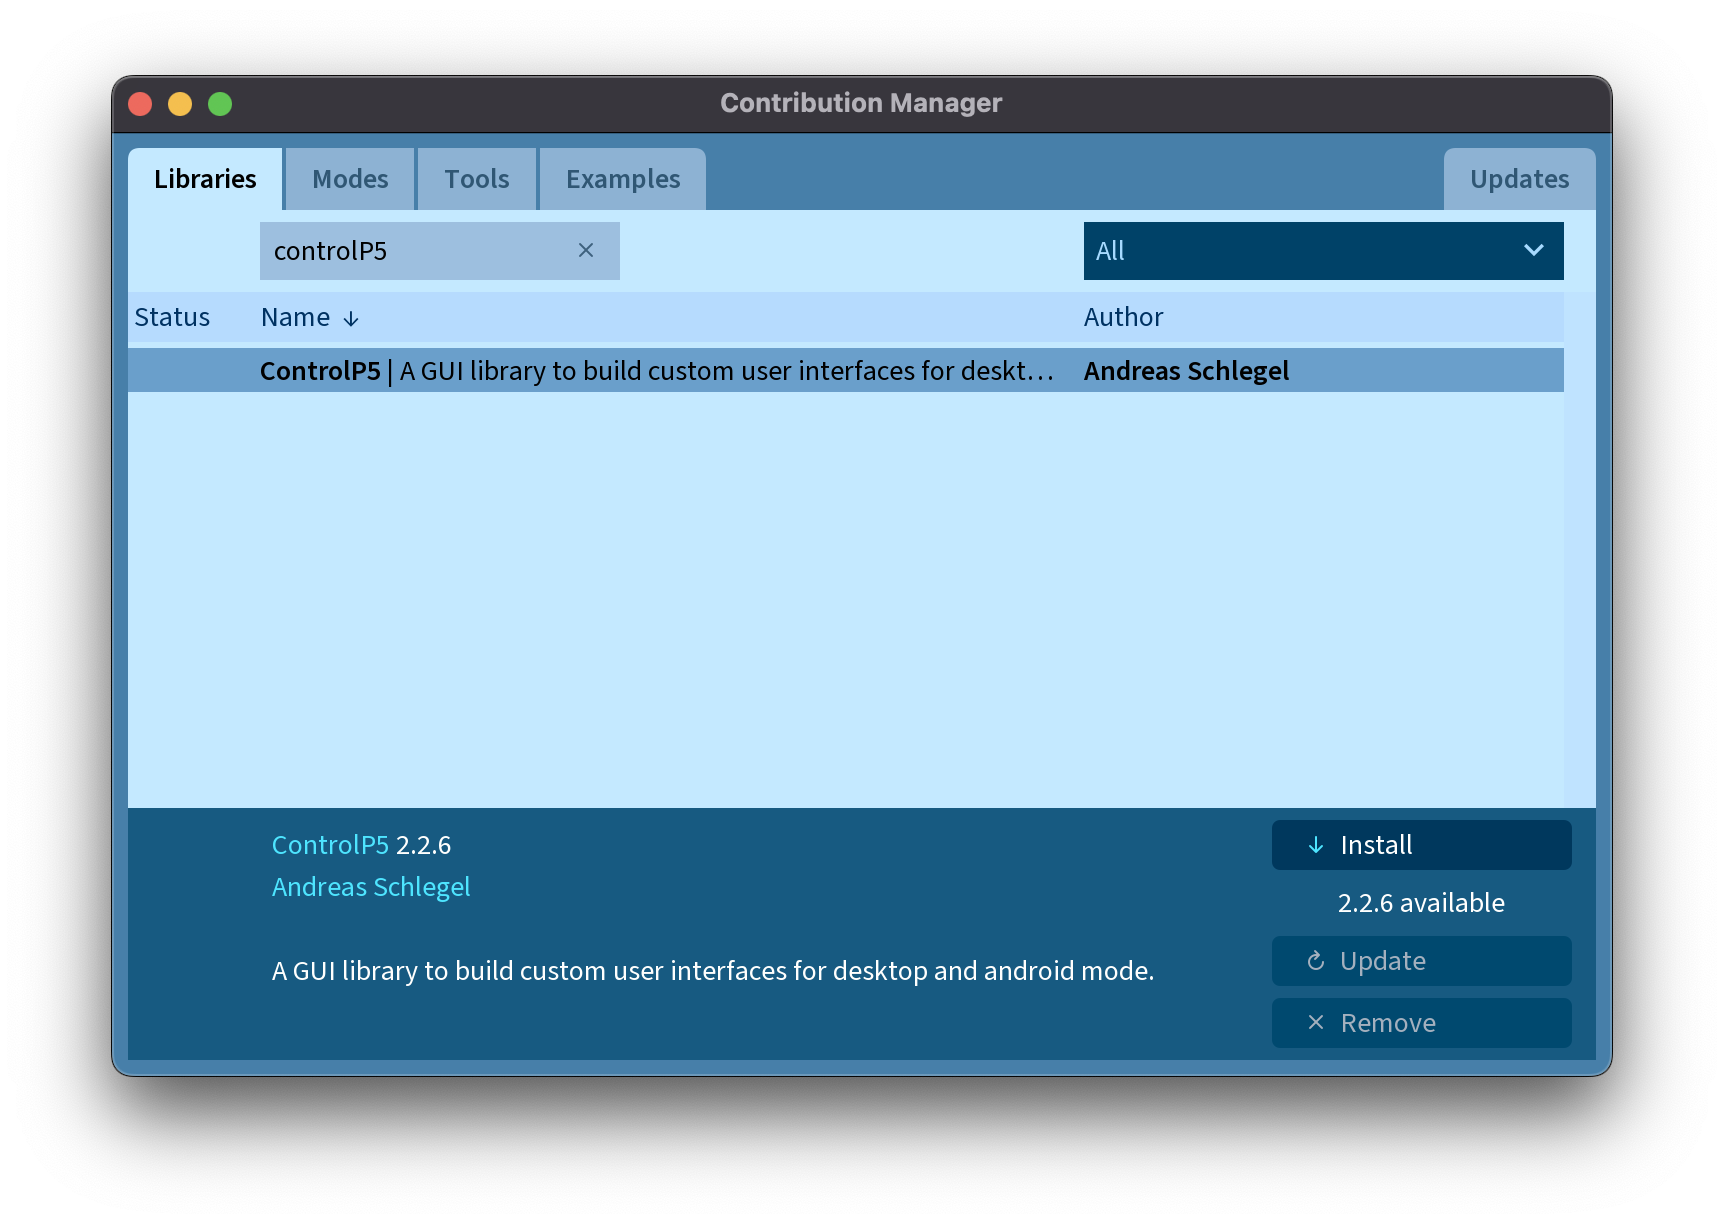 Contribution Manager
Libraries Modes Tools Examples Updates
controlP5 All
Status Name ↓ Author
ControlP5 | A GUI library to build custom user interfaces for deskt… Andreas Schlegel
ControlP5 2.2.6
Andreas Schlegel
A GUI library to build custom user interfaces for desktop and android mode.
Install
2.2.6 available
Update
Remove